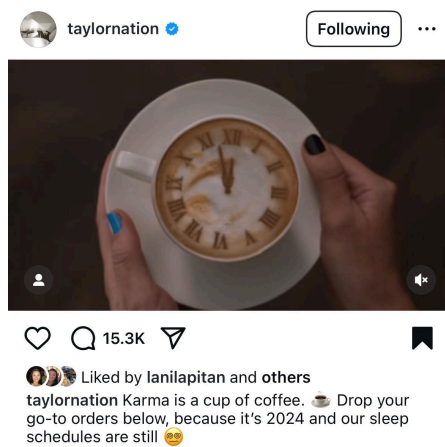 taylornation
Following
XII
15.3K
Liked by lanilapitan and others
taylornation Karma is a cup of coffee. ☕ Drop your
go-to orders below, because it's 2024 and our sleep
schedules are still 😵‍💫